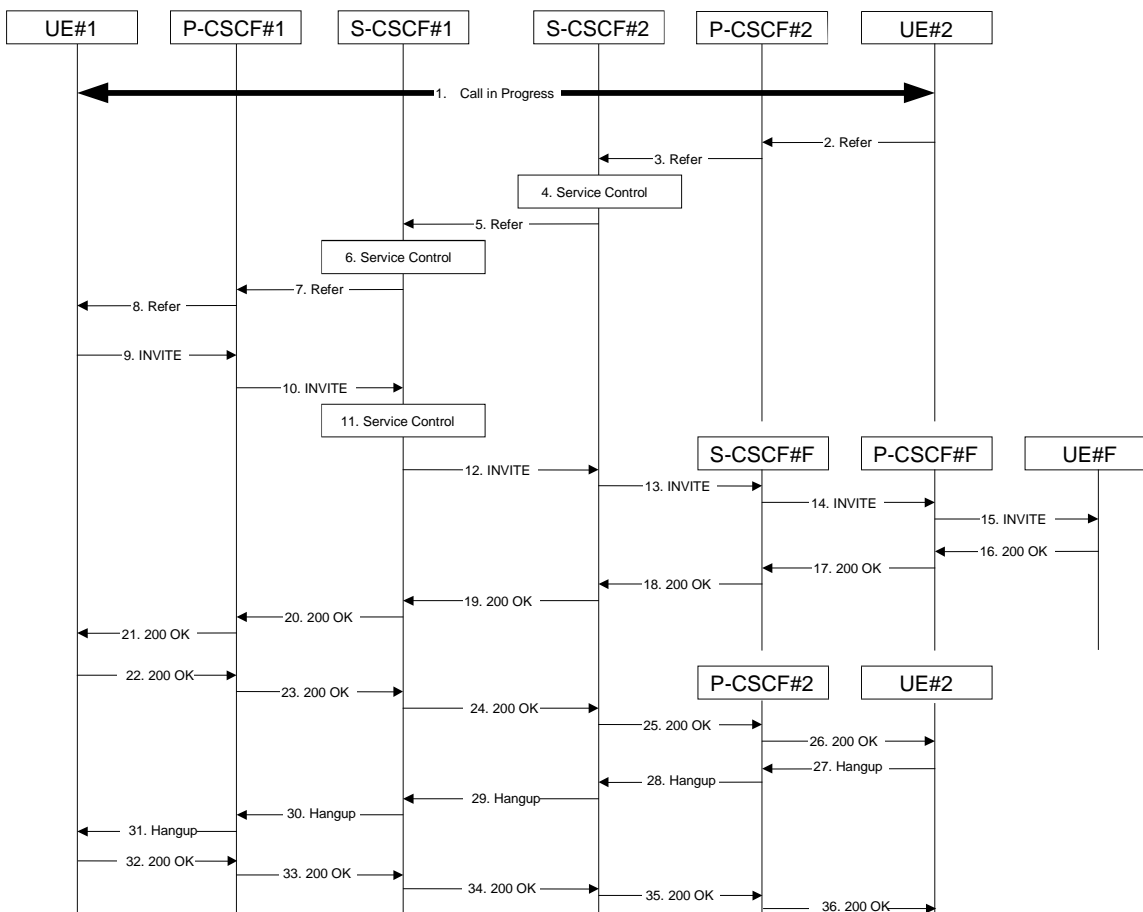 UE#1
P-CSCF#1
S-CSCF#1
S-CSCF#2
P-CSCF#2
UE#2
1. Call in Progress
2. Refer
3. Refer
4. Service Control
5. Refer
6. Service Control
7. Refer
8. Refer
9. INVITE
10. INVITE
11. Service Control
S-CSCF#F
P-CSCF#F
UE#F
12. INVITE
13. INVITE
14. INVITE
15. INVITE
16. 200 OK
17. 200 OK
18. 200 OK
19. 200 OK
20. 200 OK
21. 200 OK
22. 200 OK
P-CSCF#2
UE#2
23. 200 OK
24. 200 OK
25. 200 OK
26. 200 OK
27. Hangup
28. Hangup
29. Hangup
30. Hangup
31. Hangup
32. 200 OK
33. 200 OK
34. 200 OK
35. 200 OK
36. 200 OK